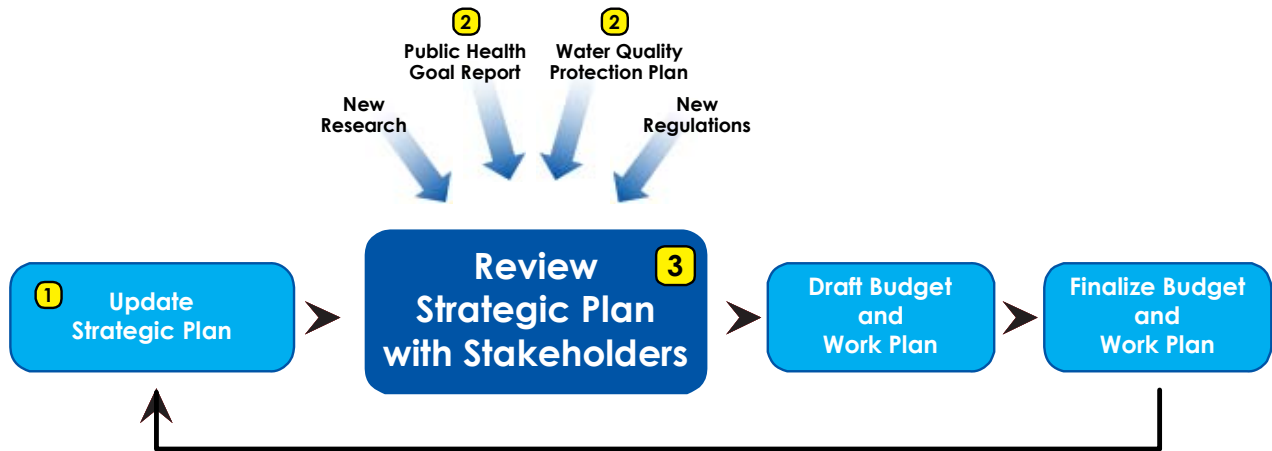 2
2
Public Health
Goal Report
Water Quality
Protection Plan
New
Research
New
Regulations
1
Update
Strategic Plan
Review
Strategic Plan
with Stakeholders
3
Draft Budget
and
Work Plan
Finalize Budget
and
Work Plan